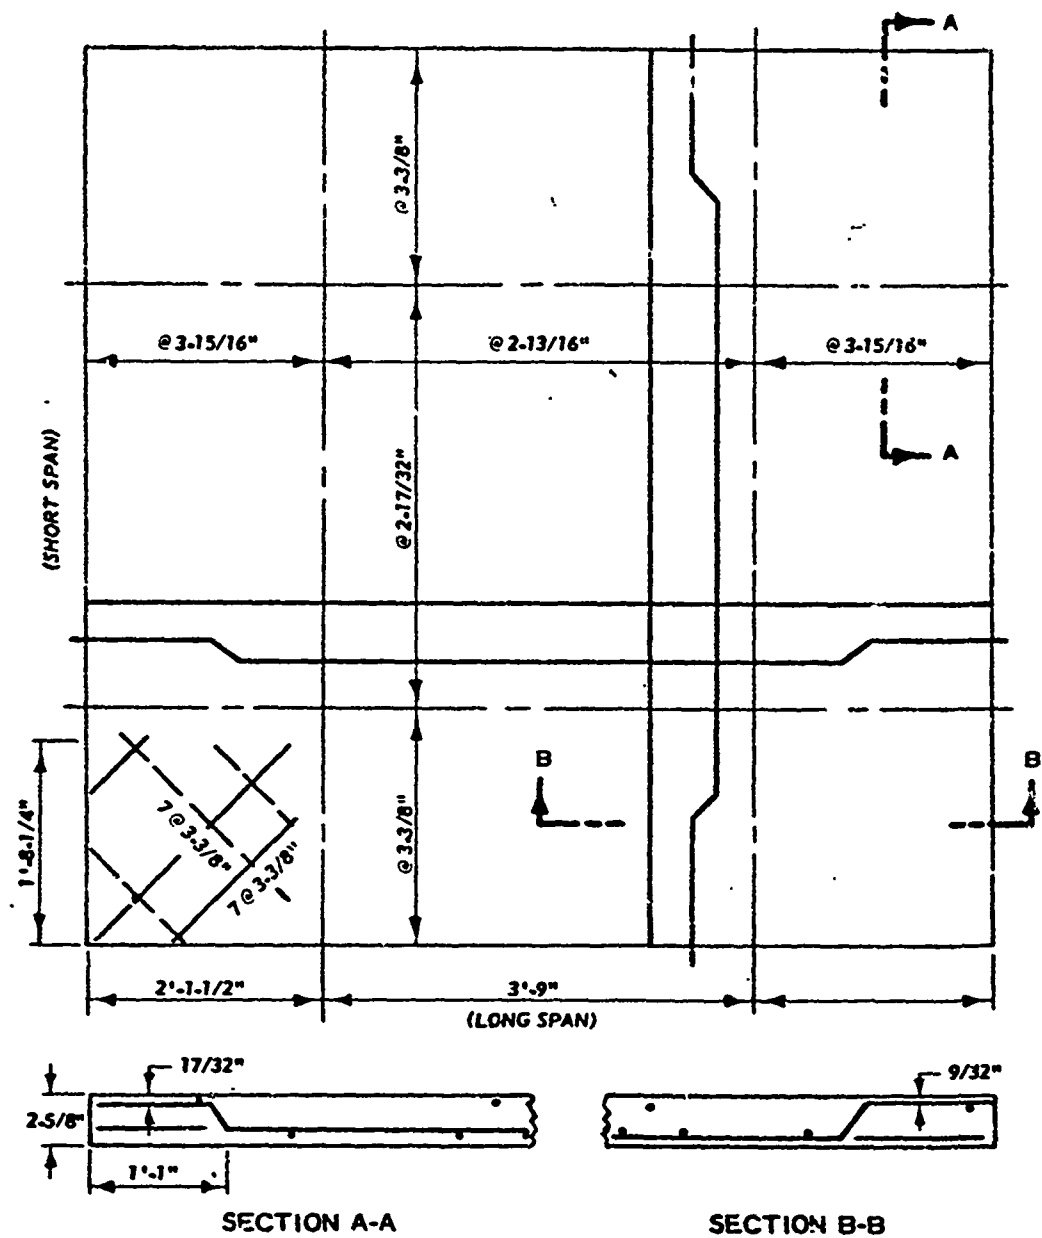 A
@ 3-3/8"
@ 3-15/16"
@ 2-13/16"
@ 3-15/16"
(SHORT SPAN)
@ 2-17/32"
A
B
B
1'-8-1/4"
7 @ 3-3/8"
7 @ 3-3/8"
@ 3-3/8"
2'-1-1/2"
3'-9"
(LONG SPAN)
17/32"
9/32"
2-5/8"
1'-1"
SECTION A-A
SECTION B-B